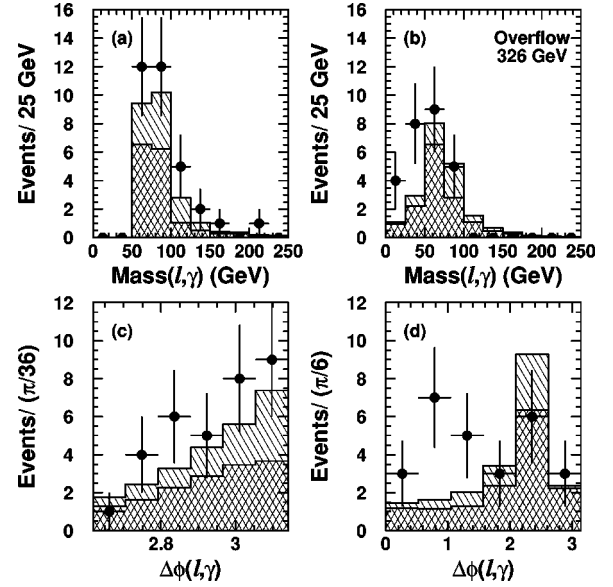 16
14
12
10
8
6
4
2
0
Events/ 25 GeV
(a)
0 50 100 150 200 250
Mass(l,γ) (GeV)
16
14
12
10
8
6
4
2
0
Events/ 25 GeV
(b)
Overflow
326 GeV
0 50 100 150 200 250
Mass(l,γ) (GeV)
12
10
8
6
4
2
0
Events/ (π/36)
(c)
2.8 3
Δϕ(l,γ)
12
10
8
6
4
2
0
Events/ (π/6)
(d)
0 1 2 3
Δϕ(l,γ)